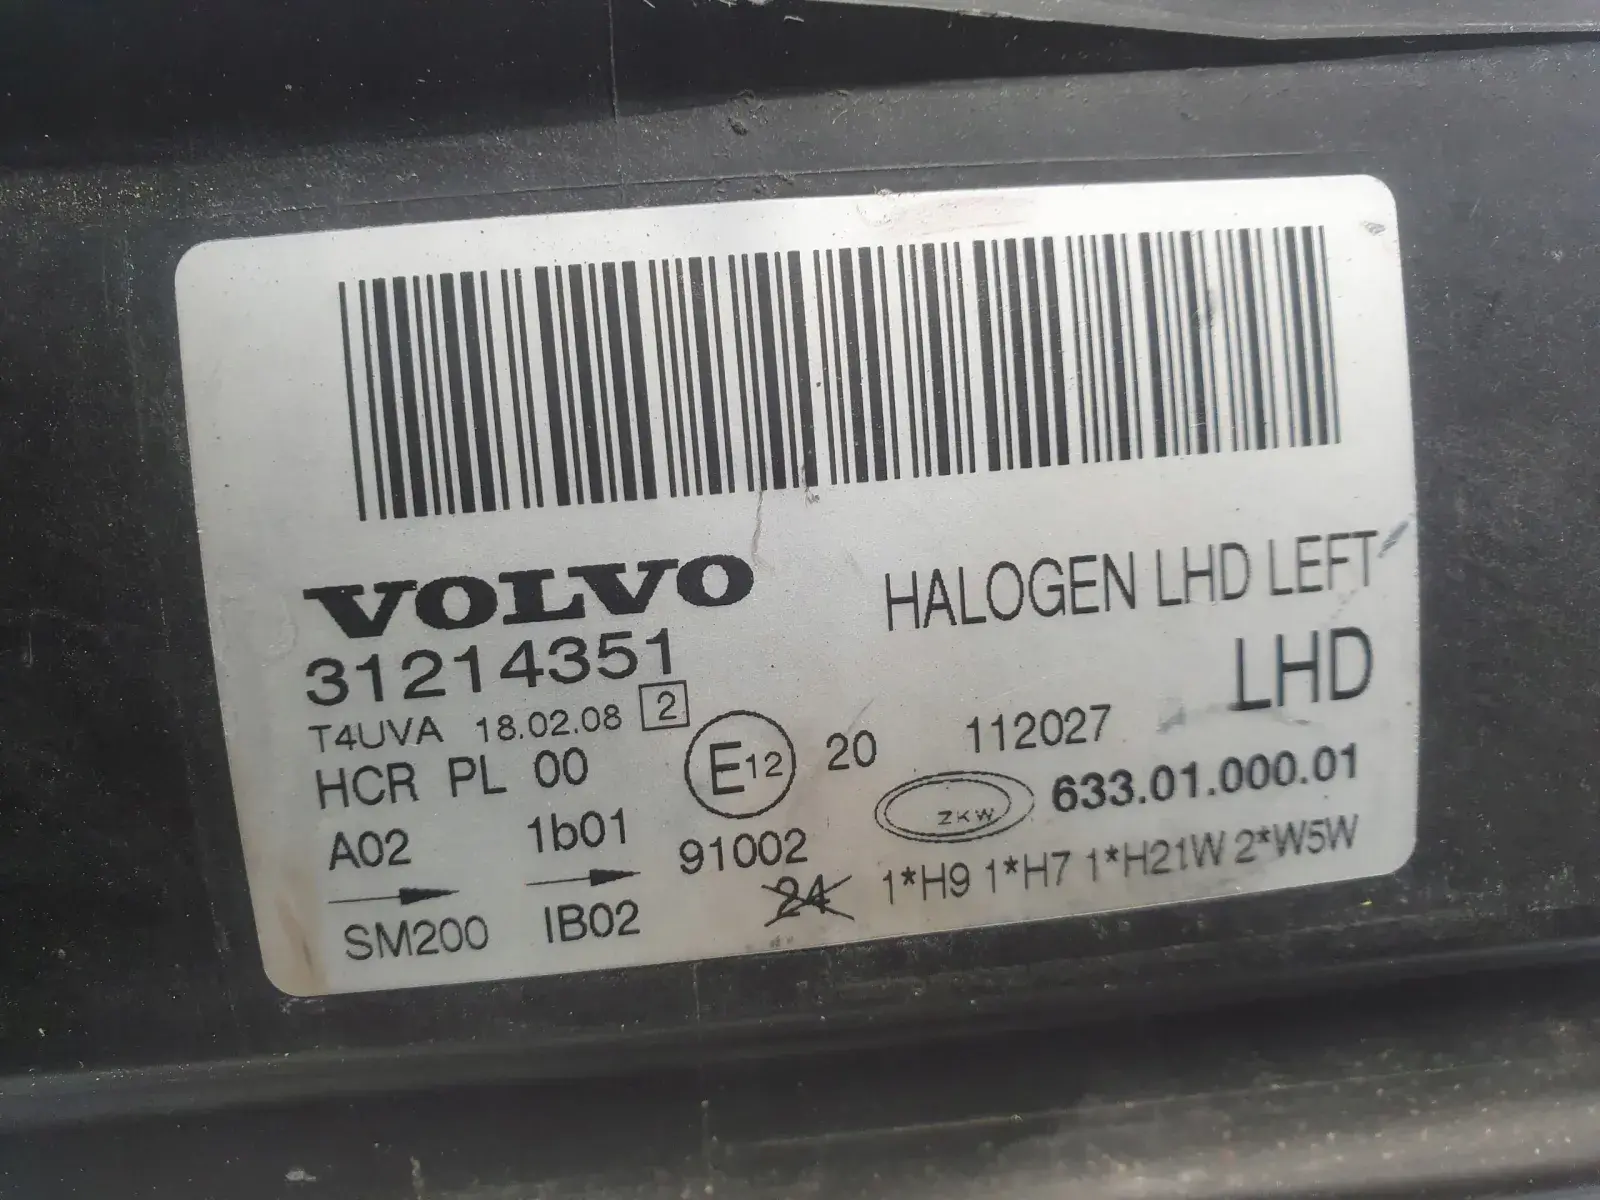 VOLVO
HALOGEN LHD LEFT
31214351
LHD
T4UVA 18.02.08 2
HCR PL 00
E12 20 112027
ZKW 633.01.000.01
A02 1b01 91002
24 1*H9 1*H7 1*H21W 2*W5W
SM200 IB02